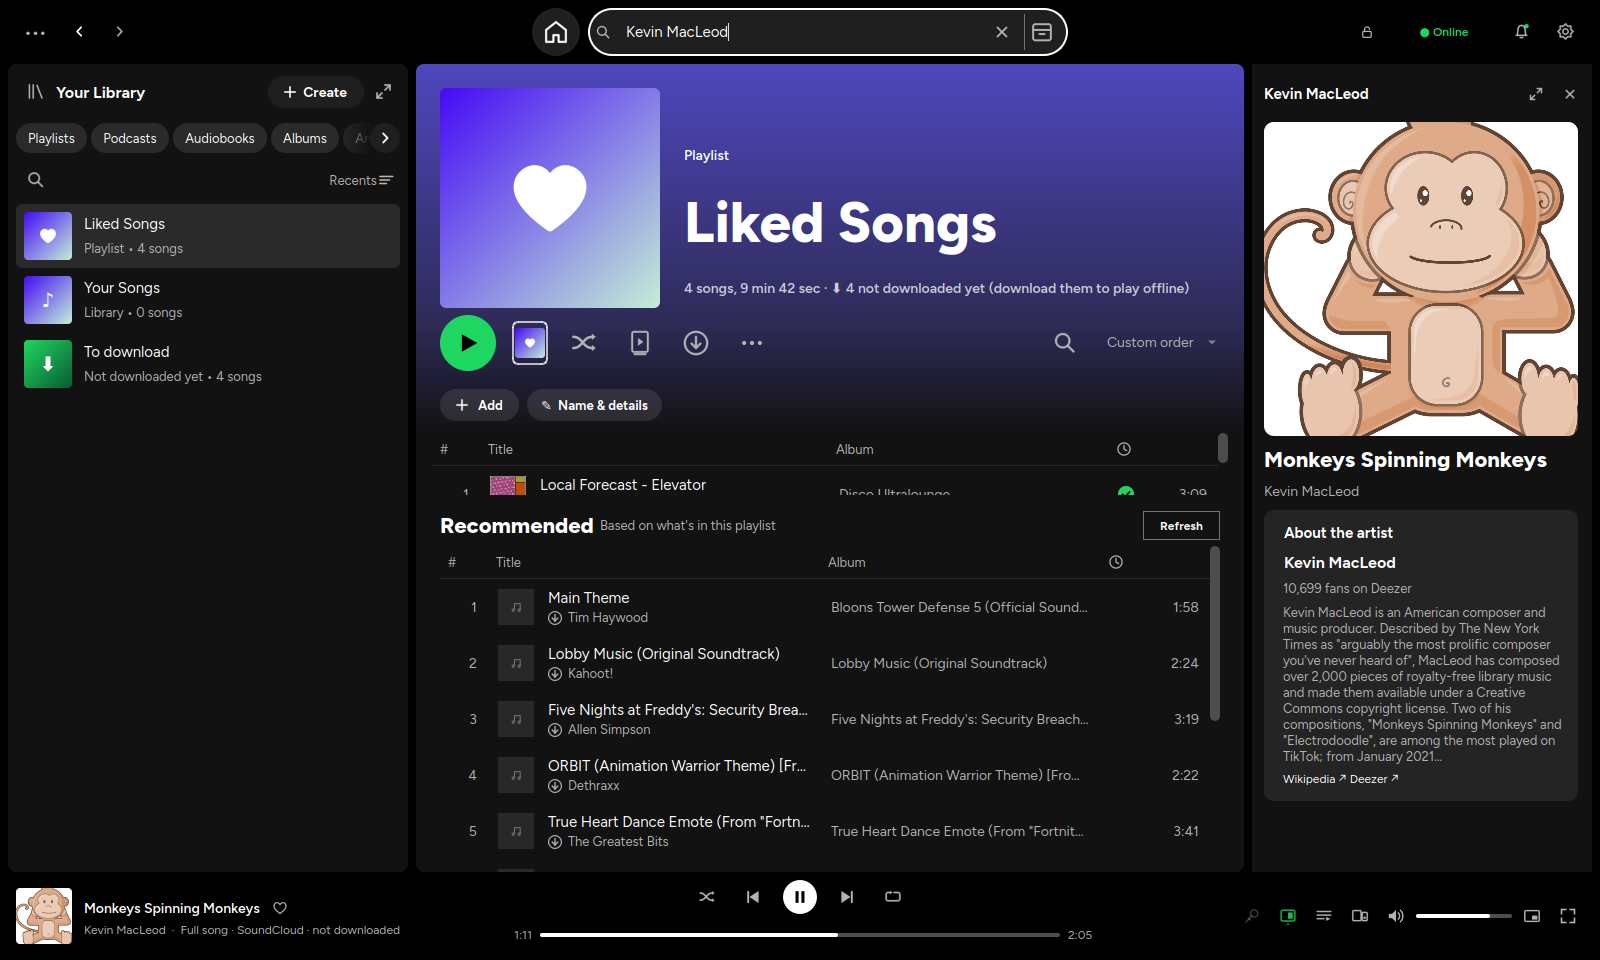 Kevin MacLeod
Online
Your Library
Create
Playlists
Podcasts
Audiobooks
Albums
Recents
Liked Songs
Playlist • 4 songs
Your Songs
Library • 0 songs
To download
Not downloaded yet • 4 songs
Playlist
Liked Songs
4 songs, 9 min 42 sec · ⬇ 4 not downloaded yet (download them to play offline)
Custom order
Add
Name & details
# Title Album
1 Local Forecast - Elevator Disco Ultralounge 3:09
Recommended Based on what's in this playlist
Refresh
# Title Album
1 Main Theme Bloons Tower Defense 5 (Official Sound... 1:58
Tim Haywood
2 Lobby Music (Original Soundtrack) Lobby Music (Original Soundtrack) 2:24
Kahoot!
3 Five Nights at Freddy's: Security Brea... Five Nights at Freddy's: Security Breach... 3:19
Allen Simpson
4 ORBIT (Animation Warrior Theme) [Fr... ORBIT (Animation Warrior Theme) [Fro... 2:22
Dethraxx
5 True Heart Dance Emote (From "Fortn... True Heart Dance Emote (From "Fortnit... 3:41
The Greatest Bits
Kevin MacLeod
G
Monkeys Spinning Monkeys
Kevin MacLeod
About the artist
Kevin MacLeod
10,699 fans on Deezer
Kevin MacLeod is an American composer and
music producer. Described by The New York
Times as "arguably the most prolific composer
you've never heard of", MacLeod has composed
over 2,000 pieces of royalty-free library music
and made them available under a Creative
Commons copyright license. Two of his
compositions, "Monkeys Spinning Monkeys" and
"Electrodoodle", are among the most played on
TikTok; from January 2021...
Wikipedia ↗ Deezer ↗
Monkeys Spinning Monkeys
Kevin MacLeod · Full song · SoundCloud · not downloaded
1:11
2:05